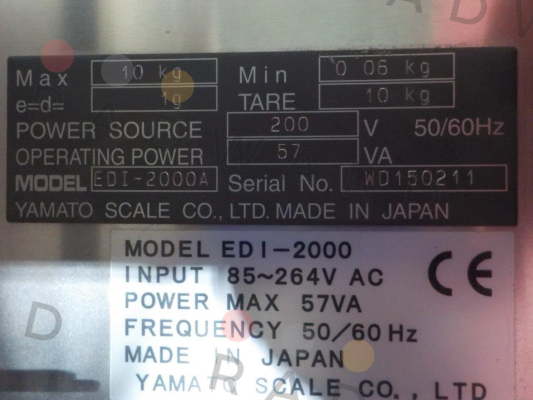 Max 10 kg Min 0.06 kg
e=d= 1g TARE 10 kg
POWER SOURCE 200 V 50/60Hz
OPERATING POWER 57 VA
MODEL EDI-2000A Serial No. WD150211
YAMATO SCALE CO., LTD. MADE IN JAPAN
MODEL EDI-2000
INPUT 85~264V AC
POWER MAX 57VA
FREQUENCY 50/60 Hz
MADE IN JAPAN
YAMATO SCALE CO., LTD
CE